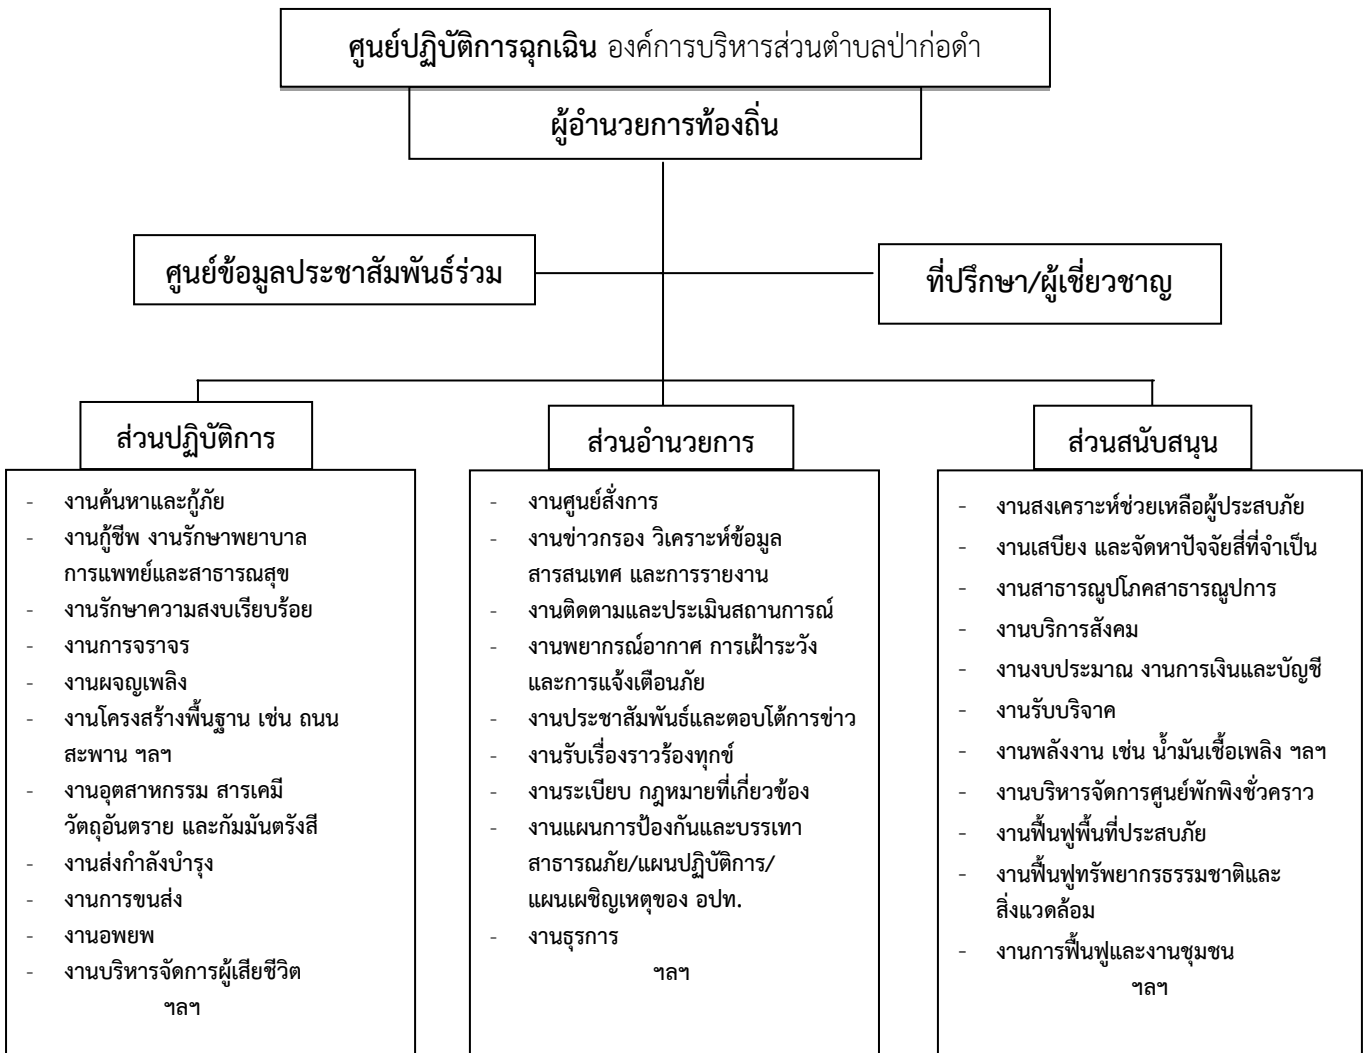 ศูนย์ปฏิบัติการฉุกเฉิน องค์การบริหารส่วนตำบลป่าก่อดำ
ผู้อำนวยการท้องถิ่น
ศูนย์ข้อมูลประชาสัมพันธ์ร่วม
ที่ปรึกษา/ผู้เชี่ยวชาญ
ส่วนปฏิบัติการ
- งานค้นหาและกู้ภัย
- งานกู้ชีพ งานรักษาพยาบาล
การแพทย์และสาธารณสุข
- งานรักษาความสงบเรียบร้อย
- งานการจราจร
- งานผจญเพลิง
- งานโครงสร้างพื้นฐาน เช่น ถนน
สะพาน ฯลฯ
- งานอุตสาหกรรม สารเคมี
วัตถุอันตราย และกัมมันตรังสี
- งานส่งกำลังบำรุง
- งานการขนส่ง
- งานอพยพ
- งานบริหารจัดการผู้เสียชีวิต
ฯลฯ
ส่วนอำนวยการ
- งานศูนย์สั่งการ
- งานข่าวกรอง วิเคราะห์ข้อมูล
สารสนเทศ และการรายงาน
- งานติดตามและประเมินสถานการณ์
- งานพยากรณ์อากาศ การเฝ้าระวัง
และการแจ้งเตือนภัย
- งานประชาสัมพันธ์และตอบโต้การข่าว
- งานรับเรื่องราวร้องทุกข์
- งานระเบียบ กฎหมายที่เกี่ยวข้อง
- งานแผนการป้องกันและบรรเทา
สาธารณภัย/แผนปฏิบัติการ/
แผนเผชิญเหตุของ อปท.
- งานธุรการ
ฯลฯ
ส่วนสนับสนุน
- งานสงเคราะห์ช่วยเหลือผู้ประสบภัย
- งานเสบียง และจัดหาปัจจัยสี่ที่จำเป็น
- งานสาธารณูปโภคสาธารณูปการ
- งานบริการสังคม
- งานงบประมาณ งานการเงินและบัญชี
- งานรับบริจาค
- งานพลังงาน เช่น น้ำมันเชื้อเพลิง ฯลฯ
- งานบริหารจัดการศูนย์พักพิงชั่วคราว
- งานฟื้นฟูพื้นที่ประสบภัย
- งานฟื้นฟูทรัพยากรธรรมชาติและ
สิ่งแวดล้อม
- งานการฟื้นฟูและงานชุมชน
ฯลฯ